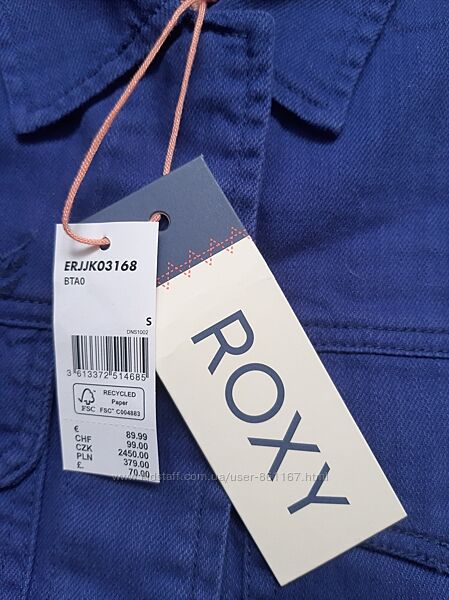 ERJJK03168
BTA0
S
DNS1002
3 613372 514685
FSC
RECYCLED
Paper
FSC® C004883
€ 89.99
CHF 99.00
CZK 2450.00
PLN 379.00
£. 70.00
ROXY